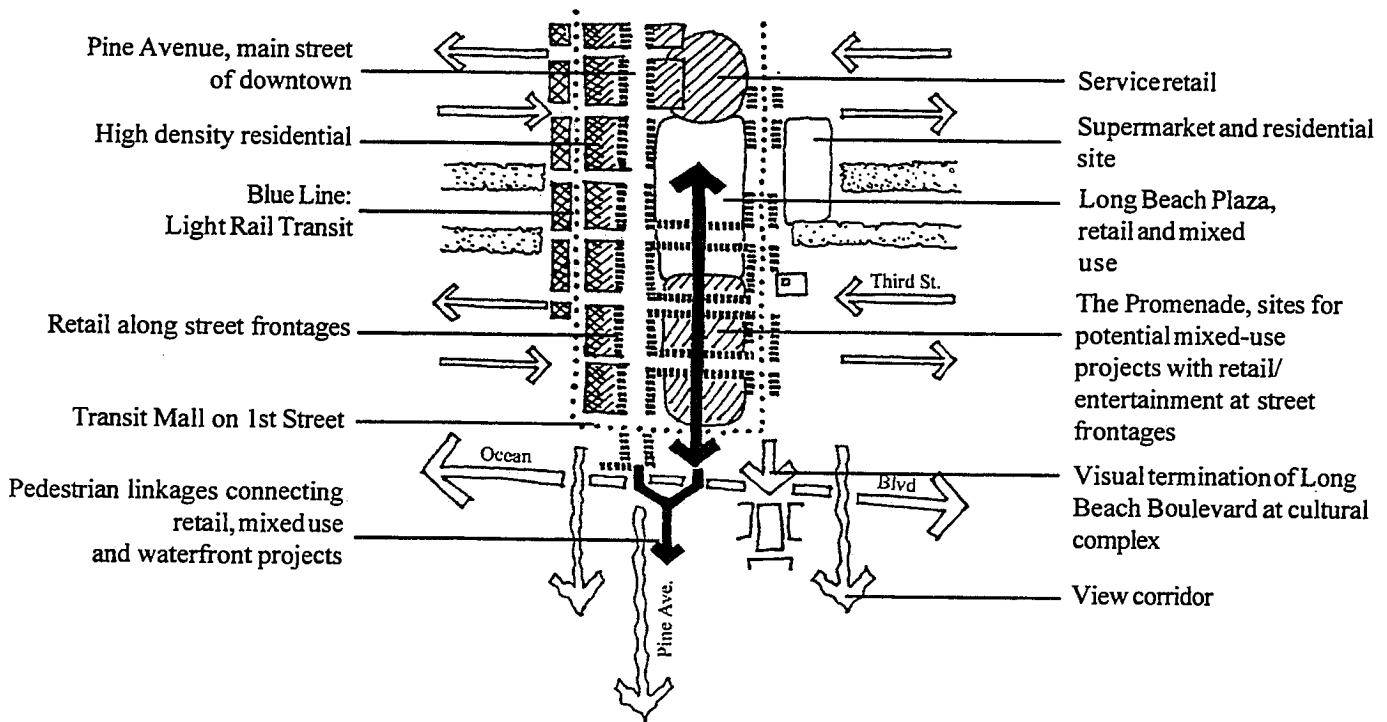 Pine Avenue, main street
of downtown
High density residential
Blue Line:
Light Rail Transit
Retail along street frontages
Transit Mall on 1st Street
Pedestrian linkages connecting
retail, mixed use
and waterfront projects
Third St.
Ocean
Blvd
Pine Ave.
Service retail
Supermarket and residential
site
Long Beach Plaza,
retail and mixed
use
The Promenade, sites for
potential mixed-use
projects with retail/
entertainment at street
frontages
Visual termination of Long
Beach Boulevard at cultural
complex
View corridor